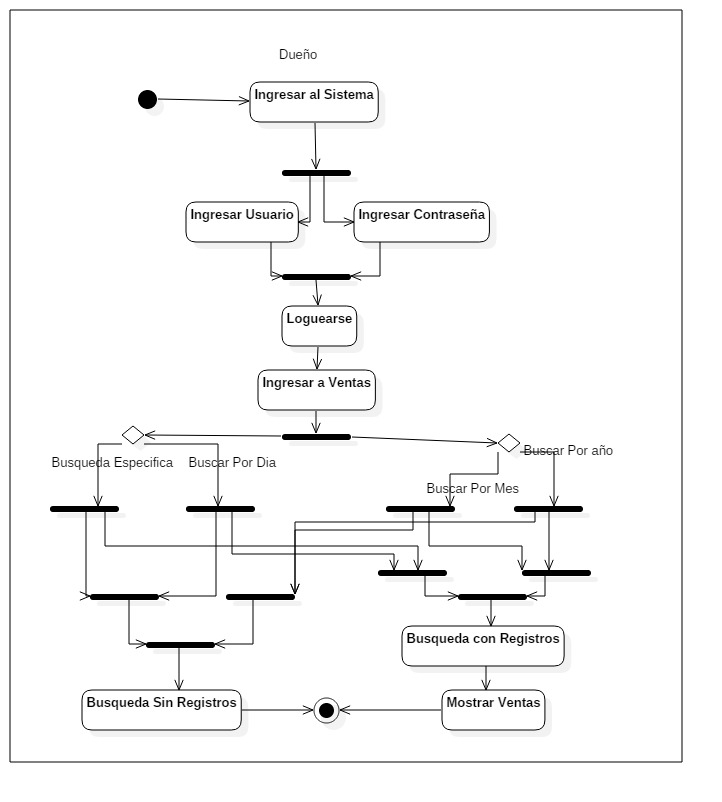 Dueño
Ingresar al Sistema
Ingresar Usuario
Ingresar Contraseña
Loguearse
Ingresar a Ventas
Busqueda Especifica
Buscar Por Dia
Buscar Por año
Buscar Por Mes
Busqueda con Registros
Busqueda Sin Registros
Mostrar Ventas